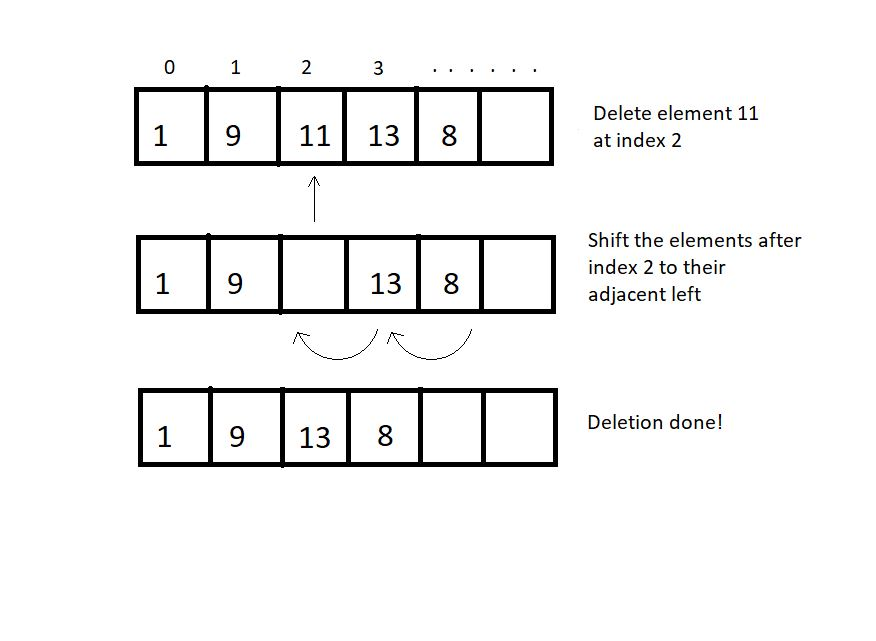 0 1 2 3 . . . . . .
1 9 11 13 8
Delete element 11
at index 2
1 9 13 8
Shift the elements after
index 2 to their
adjacent left
1 9 13 8
Deletion done!